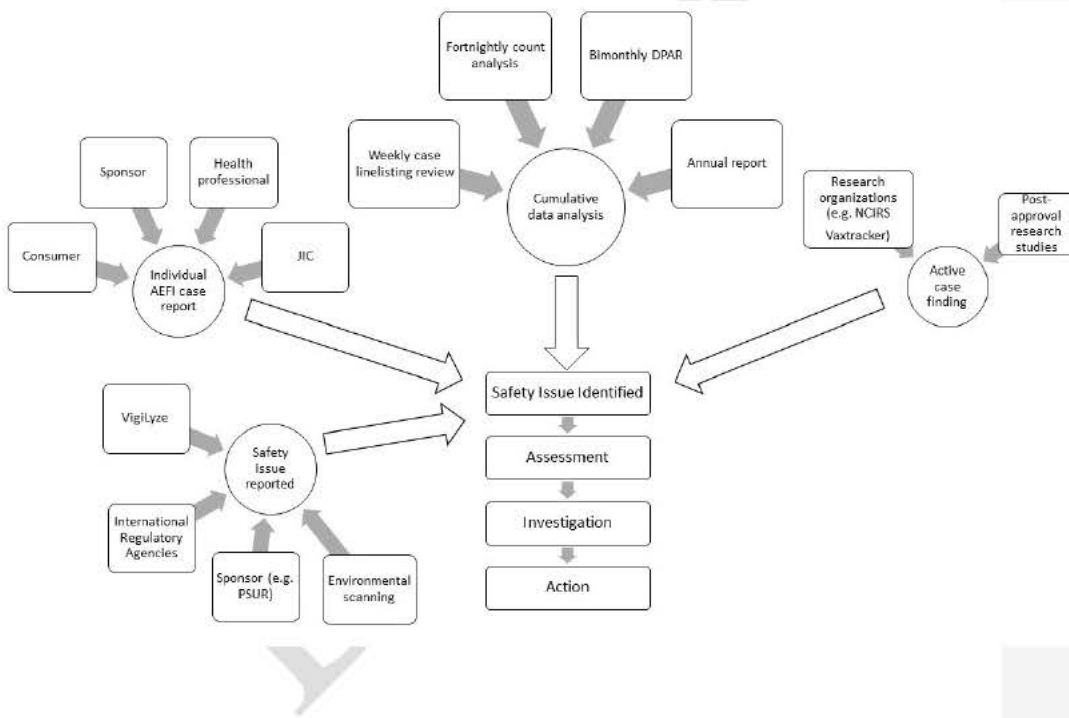 Fortnightly count
analysis
Bimonthly DPAR
Weekly case
linelisting review
Annual report
Cumulative
data analysis
Sponsor
Health
professional
Consumer
JIC
Individual
AEFI case
report
Research
organizations
(e.g. NCIRS
Vaxtracker)
Post-
approval
research
studies
Active
case
finding
VigiLyze
International
Regulatory
Agencies
Sponsor (e.g.
PSUR)
Environmental
scanning
Safety
Issue
reported
Safety Issue Identified
Assessment
Investigation
Action